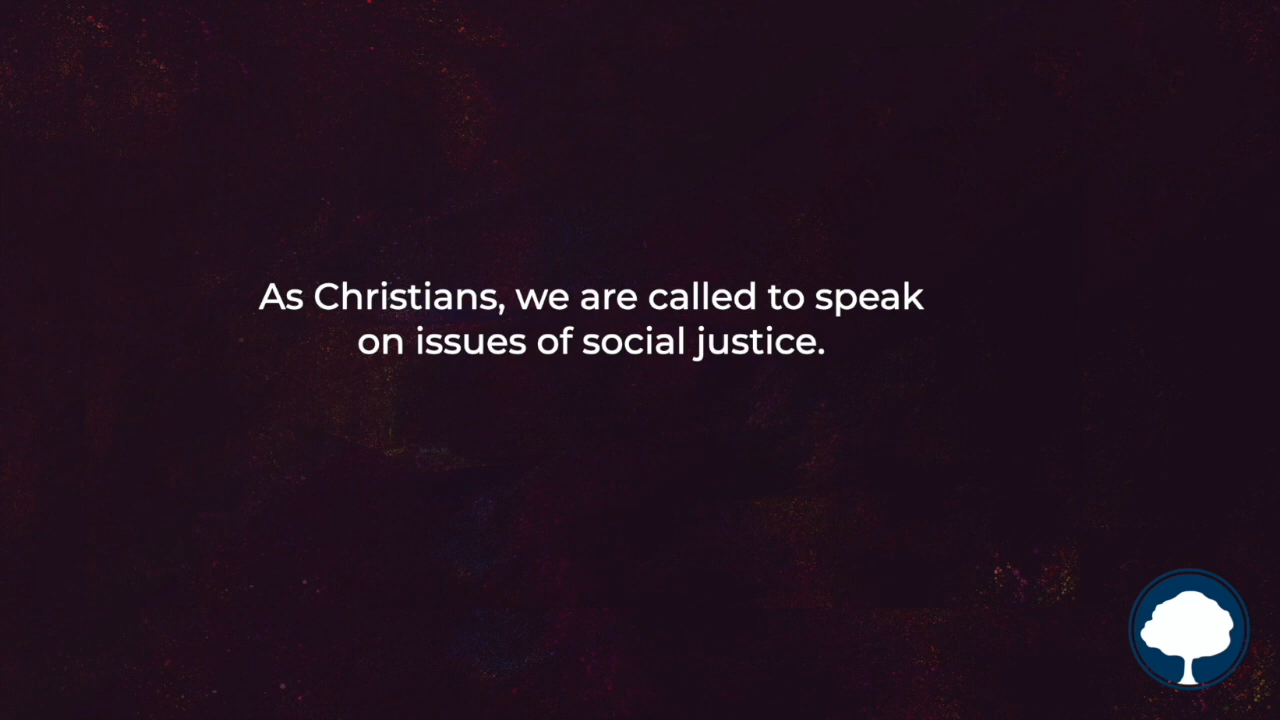 As Christians, we are called to speak
on issues of social justice.